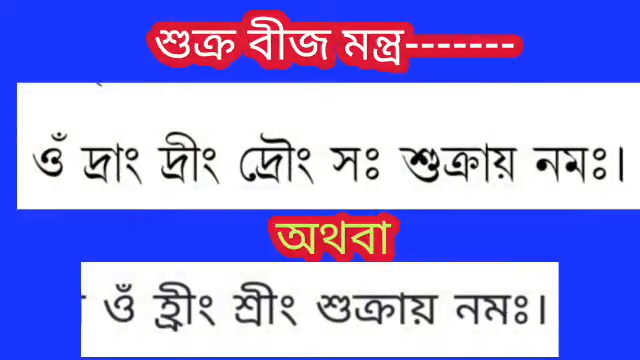 শুক্র বীজ মন্ত্র-------
ওঁ দ্রাং দ্রীং দ্রৌং সঃ শুক্রায় নমঃ।
অথবা
ওঁ হ্রীং শ্রীং শুক্রায় নমঃ।